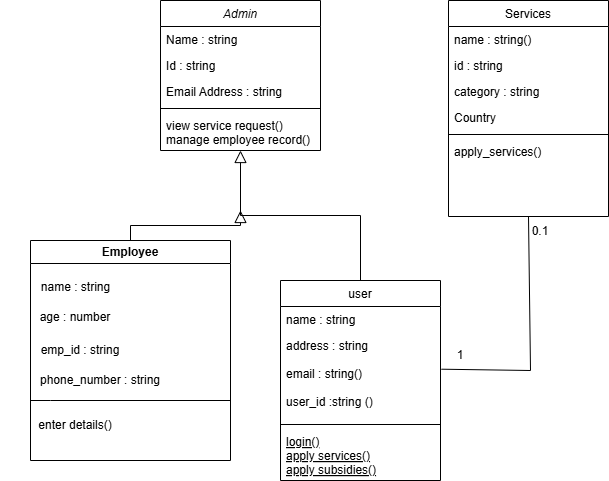 Admin
Name : string
Id : string
Email Address : string
view service request()
manage employee record()
Services
name : string()
id : string
category : string
Country
apply_services()
0.1
Employee
name : string
age : number
emp_id : string
phone_number : string
enter details()
user
name : string
address : string
email : string()
user_id :string ()
login()
apply services()
apply subsidies()
1